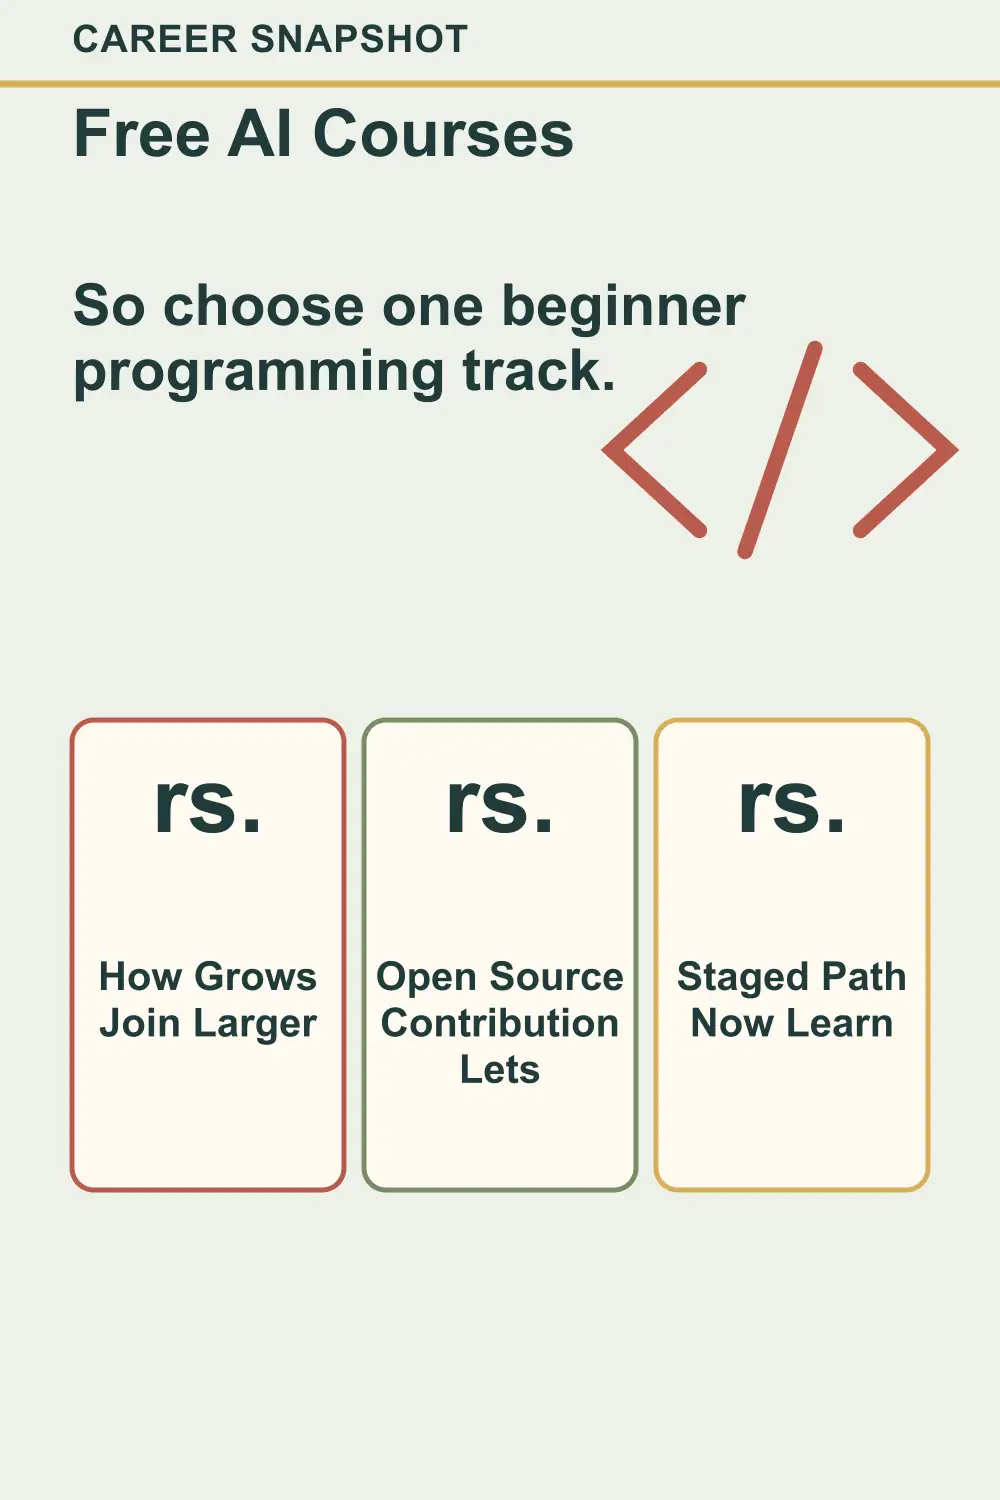 CAREER SNAPSHOT
Free AI Courses
So choose one beginner
programming track.
</>
rs.
How Grows
Join Larger
rs.
Open Source
Contribution
Lets
rs.
Staged Path
Now Learn